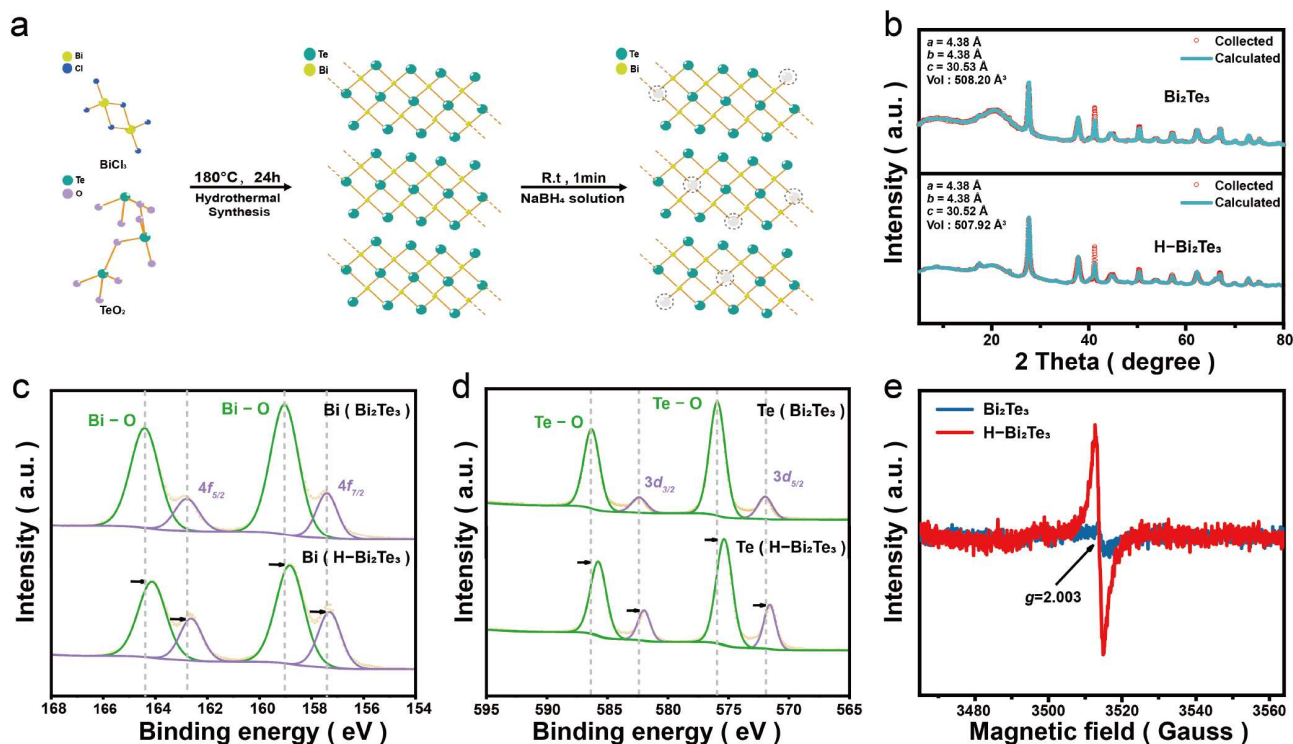 a
Bi
Cl
BiCl₃
Te
O
TeO₂
180°C, 24h
Hydrothermal
Synthesis
Te
Bi
R.t , 1min
NaBH₄ solution
Te
Bi
b
a = 4.38 Å
b = 4.38 Å
c = 30.53 Å
Vol : 508.20 Å³
Collected
Calculated
Bi₂Te₃
a = 4.38 Å
b = 4.38 Å
c = 30.52 Å
Vol : 507.92 Å³
Collected
Calculated
H−Bi₂Te₃
Intensity ( a.u. )
20 40 60 80
2 Theta ( degree )
c
Bi − O
Bi − O
Bi ( Bi₂Te₃ )
4f5/2
4f7/2
Bi ( H−Bi₂Te₃ )
Intensity ( a.u. )
168 166 164 162 160 158 156 154
Binding energy ( eV )
d
Te − O
Te − O
Te ( Bi₂Te₃ )
3d3/2
3d5/2
Te ( H−Bi₂Te₃ )
Intensity ( a.u. )
595 590 585 580 575 570 565
Binding energy ( eV )
e
Bi₂Te₃
H−Bi₂Te₃
g=2.003
Intensity ( a.u. )
3480 3510 3540 3560
Magnetic field ( Gauss )